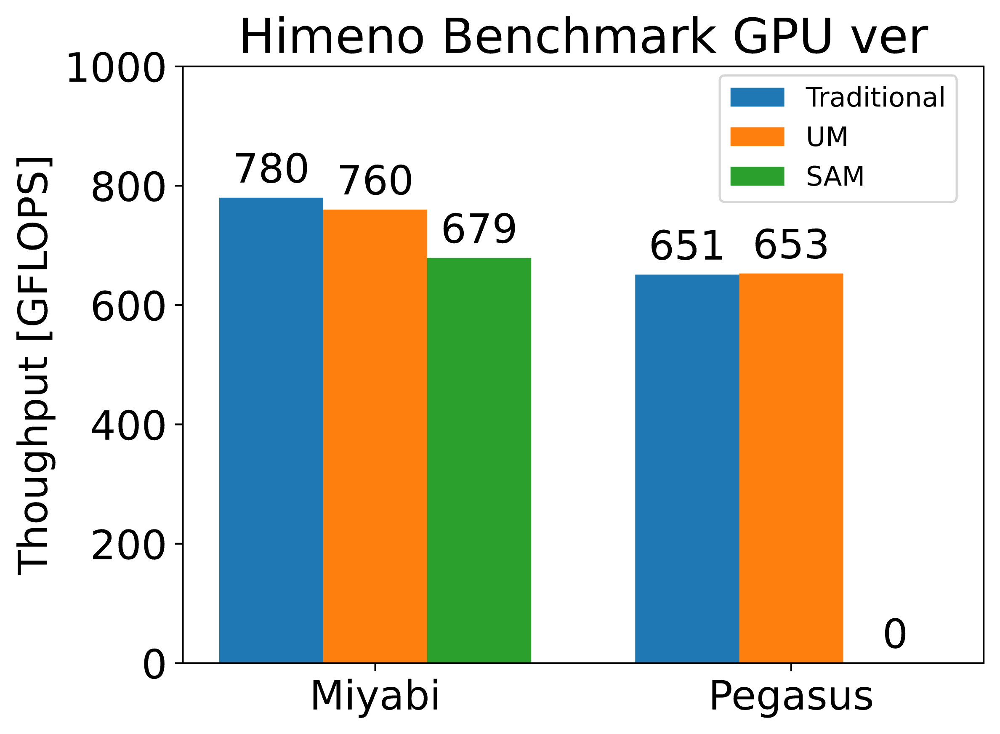 Himeno Benchmark GPU ver
Thoughput [GFLOPS]
1000
800
600
400
200
0
Traditional
UM
SAM
780
760
679
651
653
0
Miyabi
Pegasus